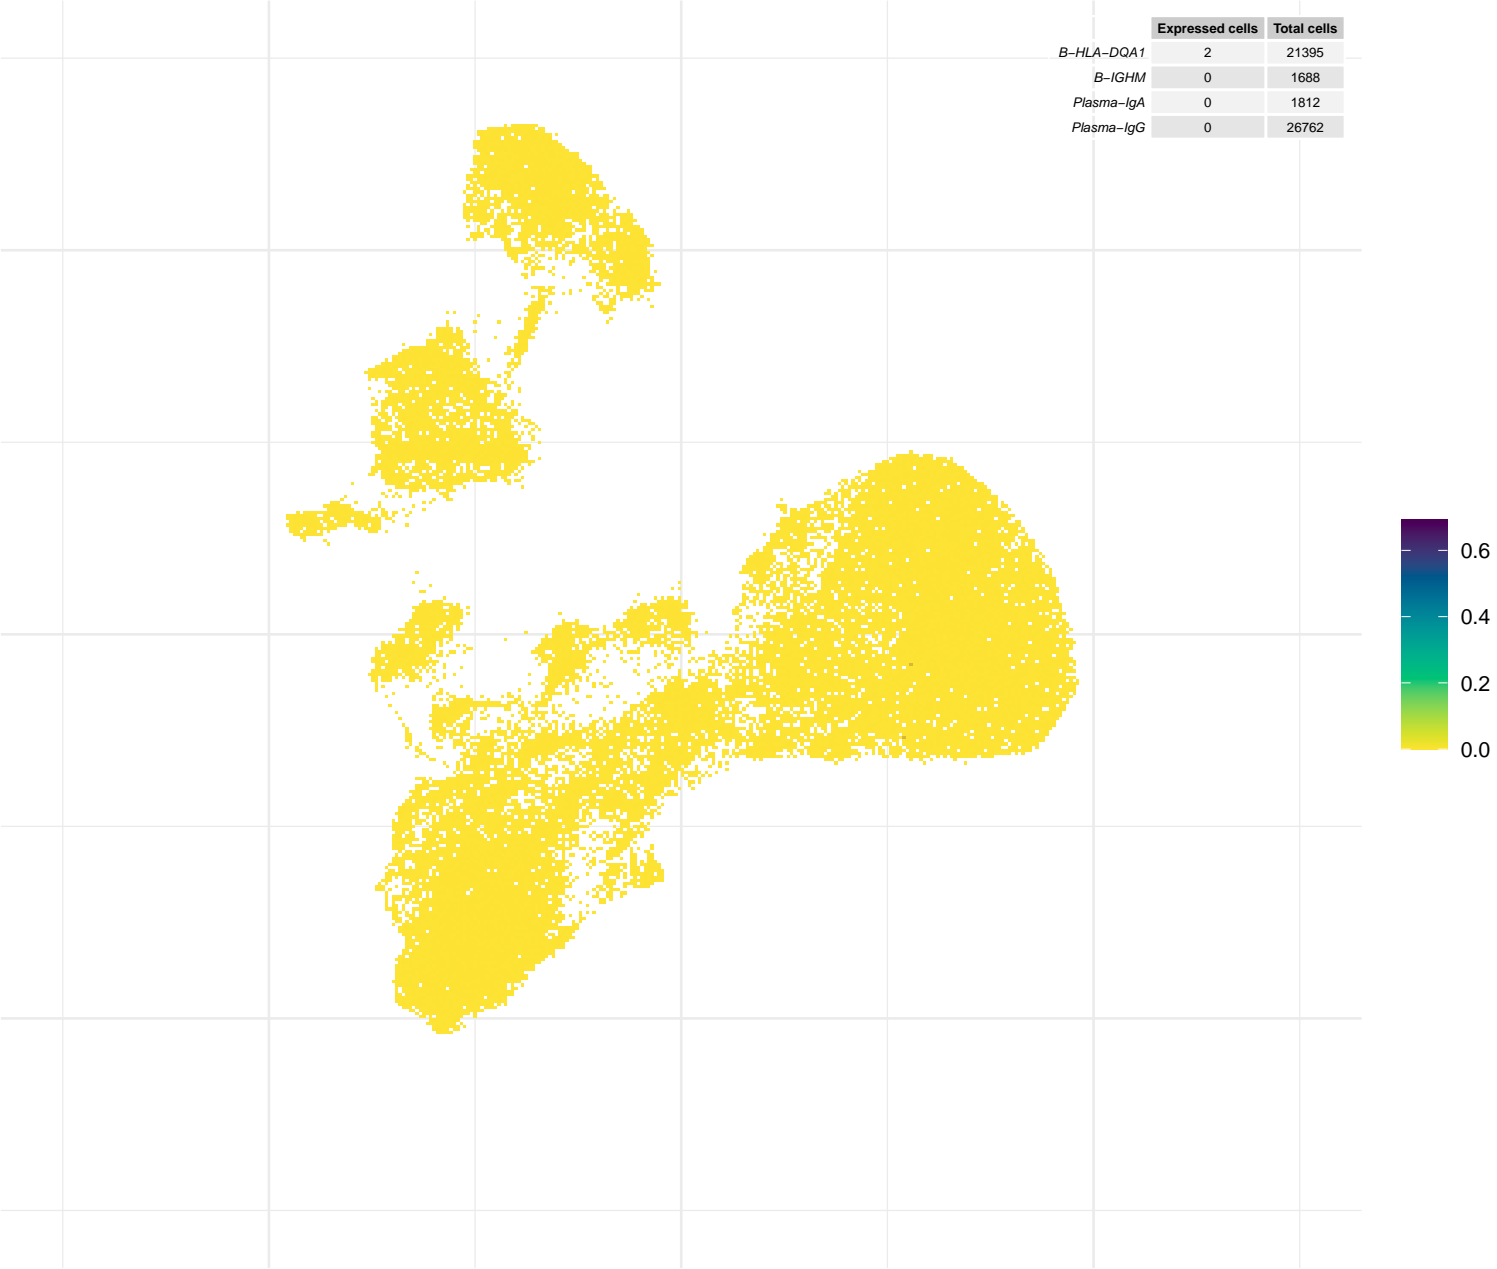 Expressed cells Total cells
B−HLA−DQA1 2 21395
B−IGHM 0 1688
Plasma−IgA 0 1812
Plasma−IgG 0 26762
0.6
0.4
0.2
0.0